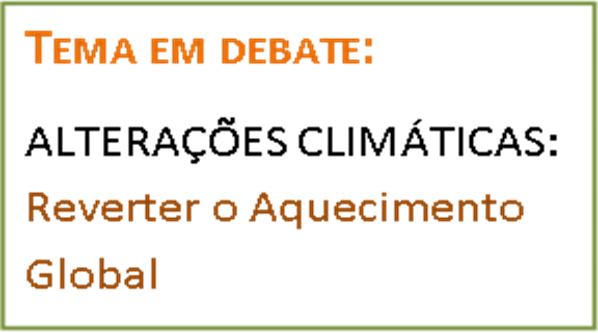 TEMA EM DEBATE:
ALTERAÇÕES CLIMÁTICAS:
Reverter o Aquecimento
Global